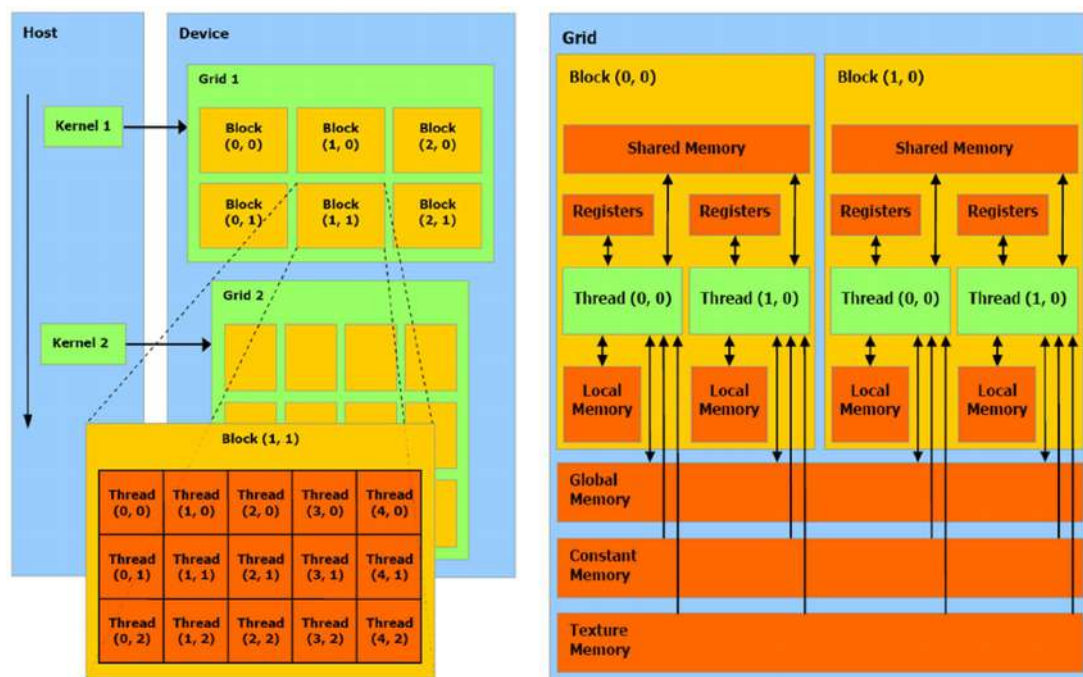 Host
Device
Grid 1
Kernel 1
Block
(0, 0)
Block
(1, 0)
Block
(2, 0)
Block
(0, 1)
Block
(1, 1)
Block
(2, 1)
Grid 2
Kernel 2
Block (1, 1)
Thread
(0, 0)
Thread
(1, 0)
Thread
(2, 0)
Thread
(3, 0)
Thread
(4, 0)
Thread
(0, 1)
Thread
(1, 1)
Thread
(2, 1)
Thread
(3, 1)
Thread
(4, 1)
Thread
(0, 2)
Thread
(1, 2)
Thread
(2, 2)
Thread
(3, 2)
Thread
(4, 2)
Grid
Block (0, 0)
Shared Memory
Registers
Registers
Thread (0, 0)
Thread (1, 0)
Local
Memory
Local
Memory
Block (1, 0)
Shared Memory
Registers
Registers
Thread (0, 0)
Thread (1, 0)
Local
Memory
Local
Memory
Global
Memory
Constant
Memory
Texture
Memory